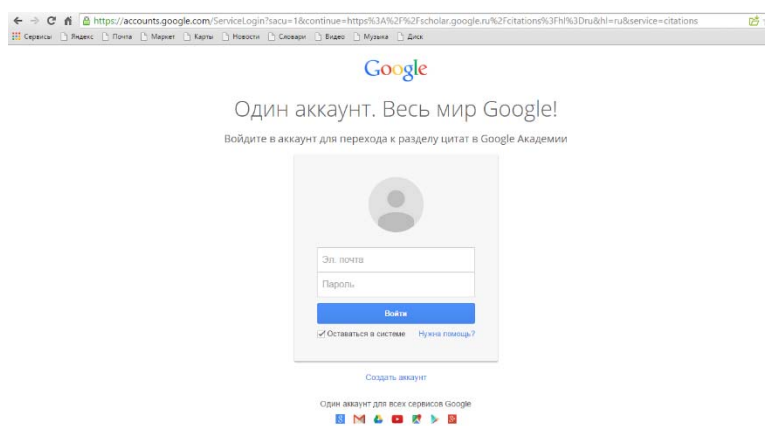 https://accounts.google.com/ServiceLogin?sacu=1&continue=https%3A%2F%2Fscholar.google.ru%2Fcitations%3Fhl%3Dru&hl=ru&service=citations
Сервисы Яндекс Почта Маркет Карты Новости Словари Видео Музыка Диск
Google
Один аккаунт. Весь мир Google!
Войдите в аккаунт для перехода к разделу цитат в Google Академии
Эл. почта
Пароль
Войти
Оставаться в системе Нужна помощь?
Создать аккаунт
Один аккаунт для всех сервисов Google